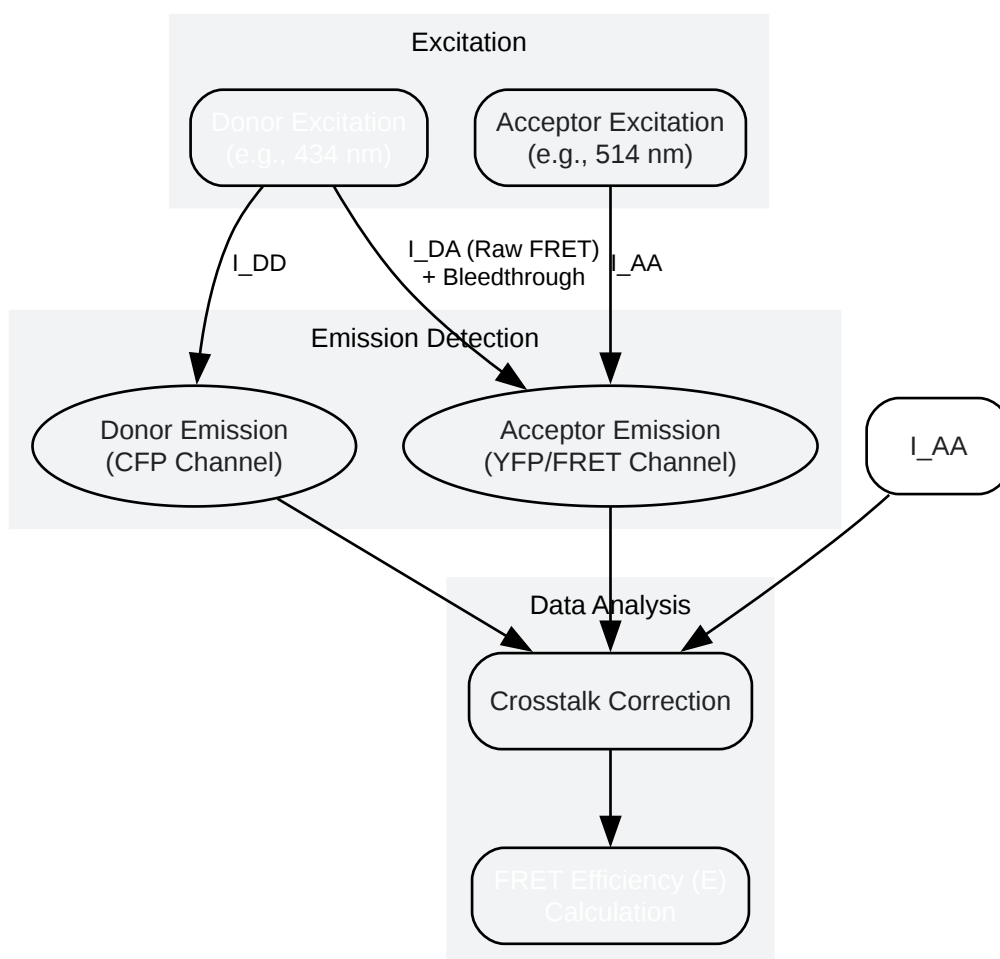 Excitation
Donor Excitation
(e.g., 434 nm)
Acceptor Excitation
(e.g., 514 nm)
I_DD
I_DA (Raw FRET)
+ Bleedthrough
I_AA
Emission Detection
Donor Emission
(CFP Channel)
Acceptor Emission
(YFP/FRET Channel)
I_AA
Data Analysis
Crosstalk Correction
FRET Efficiency (E)
Calculation